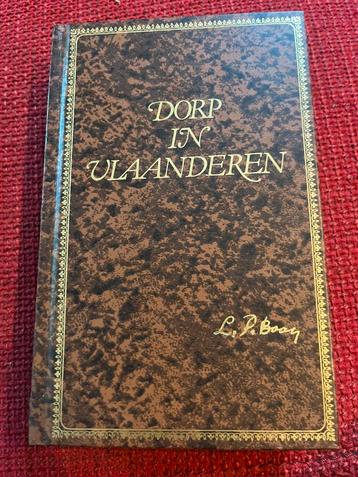 DORP
IN
VLAANDEREN
L. P. Boon